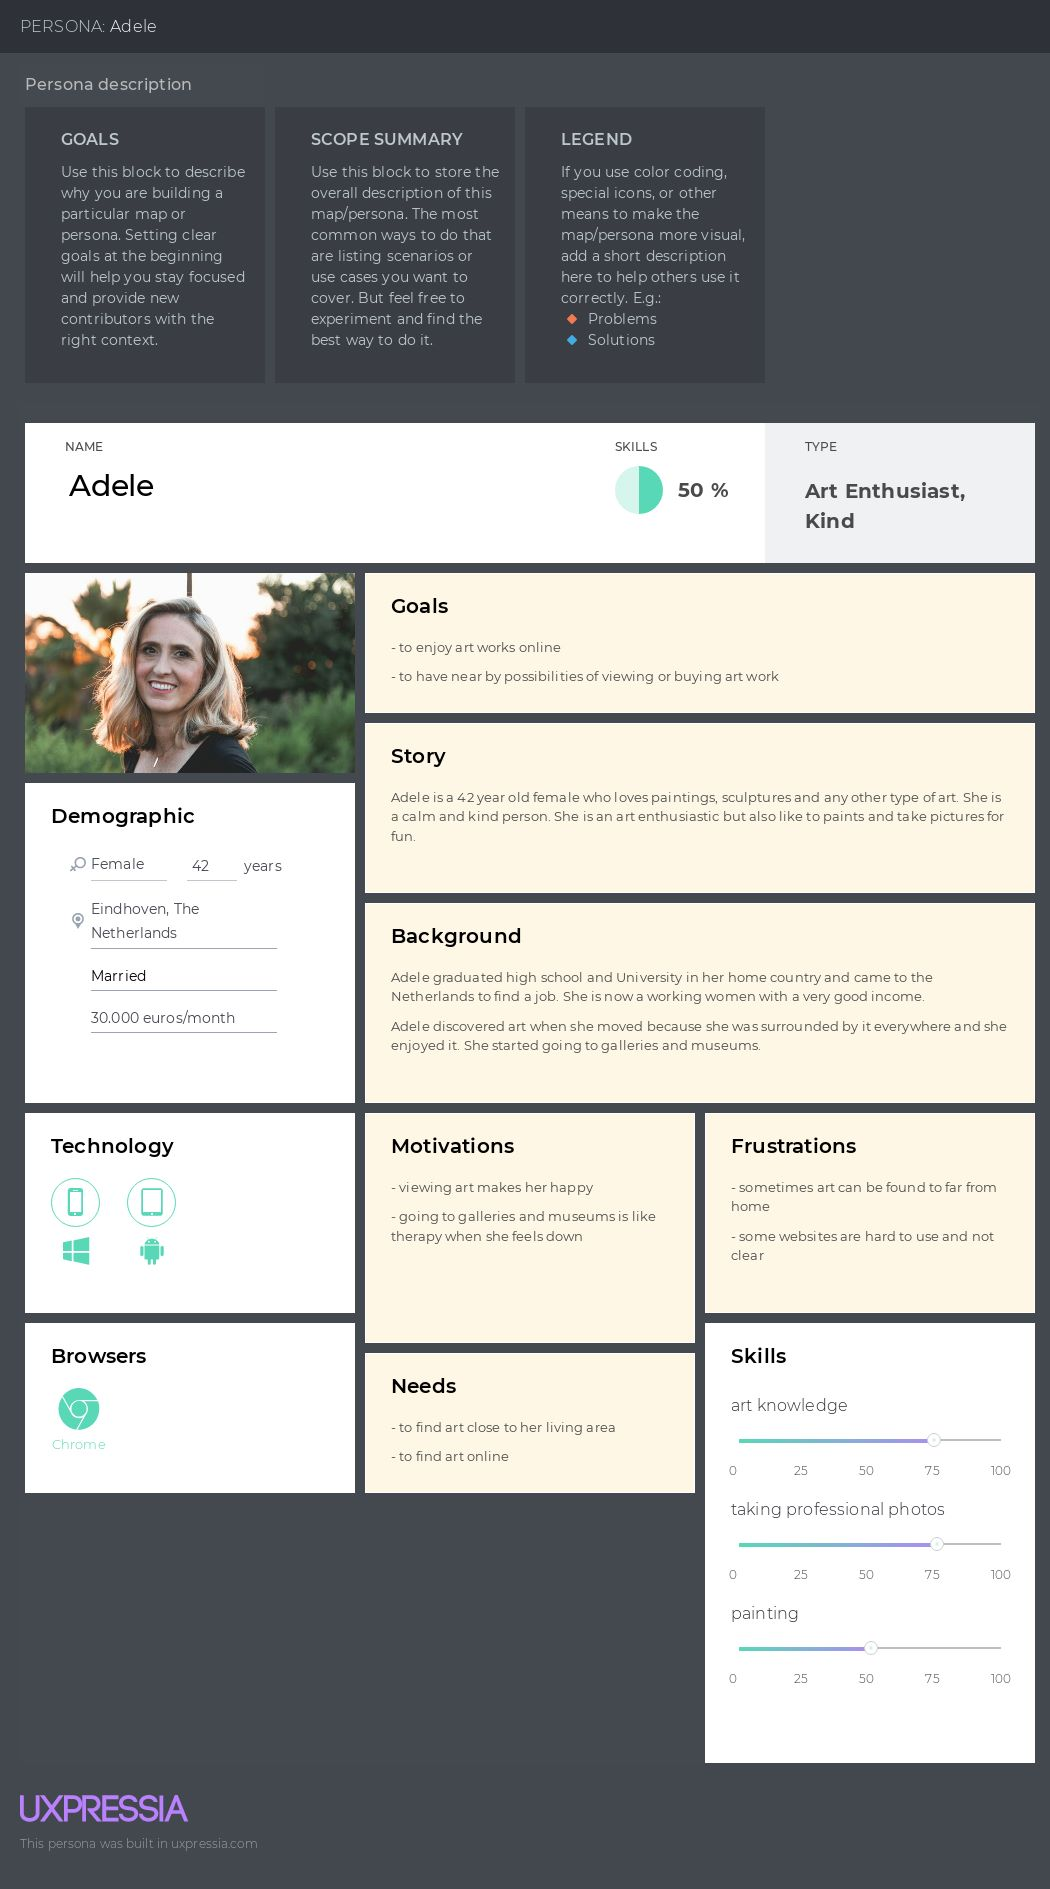 PERSONA: Adele
Persona description
GOALS
Use this block to describe
why you are building a
particular map or
persona. Setting clear
goals at the beginning
will help you stay focused
and provide new
contributors with the
right context.
SCOPE SUMMARY
Use this block to store the
overall description of this
map/persona. The most
common ways to do that
are listing scenarios or
use cases you want to
cover. But feel free to
experiment and find the
best way to do it.
LEGEND
If you use color coding,
special icons, or other
means to make the
map/persona more visual,
add a short description
here to help others use it
correctly. E.g.:
Problems
Solutions
NAME
Adele
SKILLS
50 %
TYPE
Art Enthusiast,
Kind
Goals
- to enjoy art works online
- to have near by possibilities of viewing or buying art work
Story
Adele is a 42 year old female who loves paintings, sculptures and any other type of art. She is
a calm and kind person. She is an art enthusiastic but also like to paints and take pictures for
fun.
Demographic
Female 42 years
Eindhoven, The
Netherlands
Married
30.000 euros/month
Background
Adele graduated high school and University in her home country and came to the
Netherlands to find a job. She is now a working women with a very good income.
Adele discovered art when she moved because she was surrounded by it everywhere and she
enjoyed it. She started going to galleries and museums.
Technology
Motivations
- viewing art makes her happy
- going to galleries and museums is like
therapy when she feels down
Frustrations
- sometimes art can be found to far from
home
- some websites are hard to use and not
clear
Browsers
Chrome
Needs
- to find art close to her living area
- to find art online
Skills
art knowledge
0 25 50 75 100
taking professional photos
0 25 50 75 100
painting
0 25 50 75 100
UXPRESSIA
This persona was built in uxpressia.com